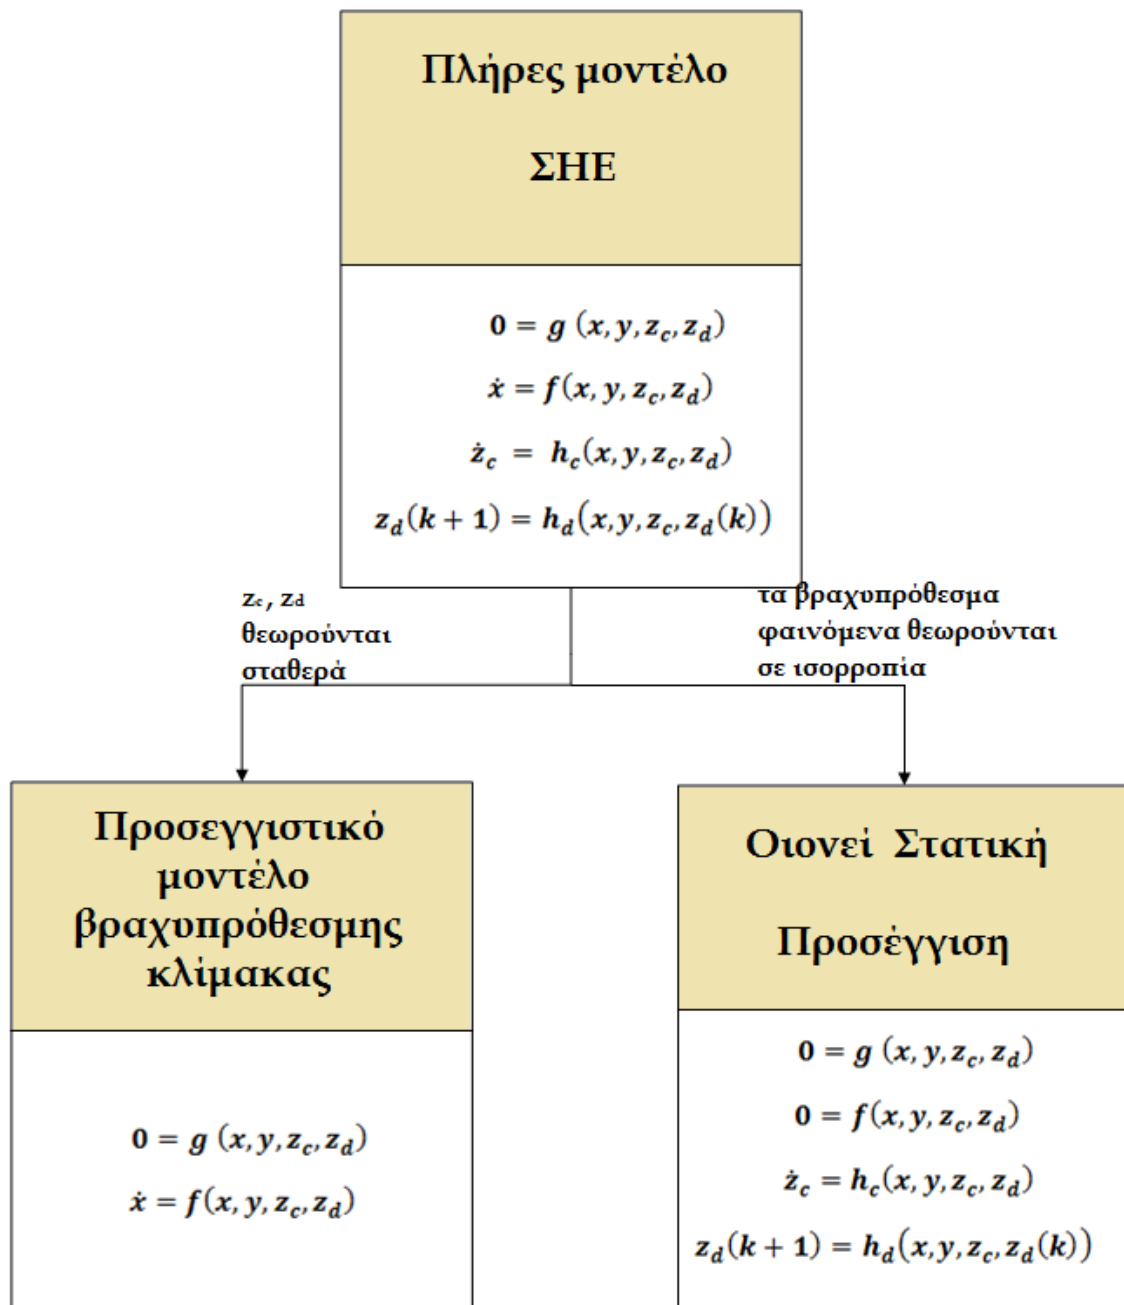 Πλήρες μοντέλο
ΣΗΕ
0 = g (x, y, z_c, z_d)
ẋ = f(x, y, z_c, z_d)
ż_c = h_c(x, y, z_c, z_d)
z_d(k + 1) = h_d(x, y, z_c, z_d(k))
z_c, z_d
θεωρούνται
σταθερά
τα βραχυπρόθεσμα
φαινόμενα θεωρούνται
σε ισορροπία
Προσεγγιστικό
μοντέλο
βραχυπρόθεσμης
κλίμακας
0 = g (x, y, z_c, z_d)
ẋ = f(x, y, z_c, z_d)
Οιονεί Στατική
Προσέγγιση
0 = g (x, y, z_c, z_d)
0 = f(x, y, z_c, z_d)
ż_c = h_c(x, y, z_c, z_d)
z_d(k + 1) = h_d(x, y, z_c, z_d(k))